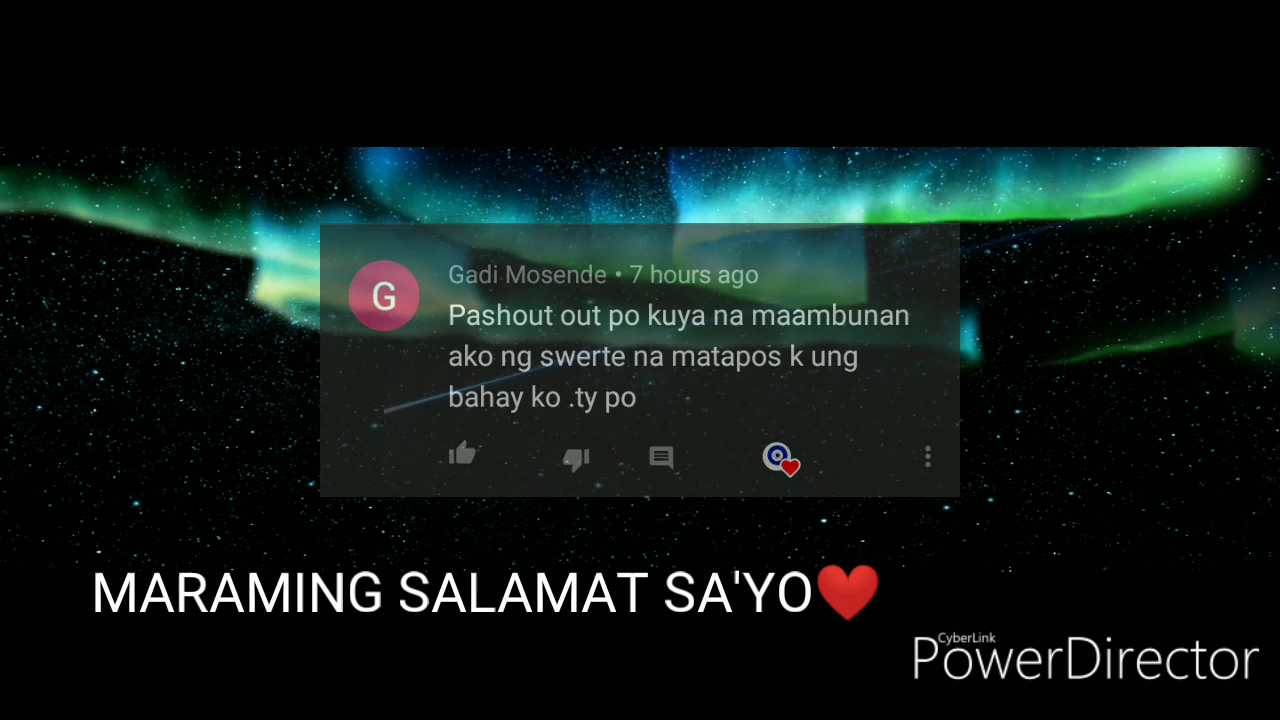 G
Gadi Mosende • 7 hours ago
Pashout out po kuya na maambunan
ako ng swerte na matapos k ung
bahay ko .ty po
MARAMING SALAMAT SA'YO❤️
CyberLink
PowerDirector